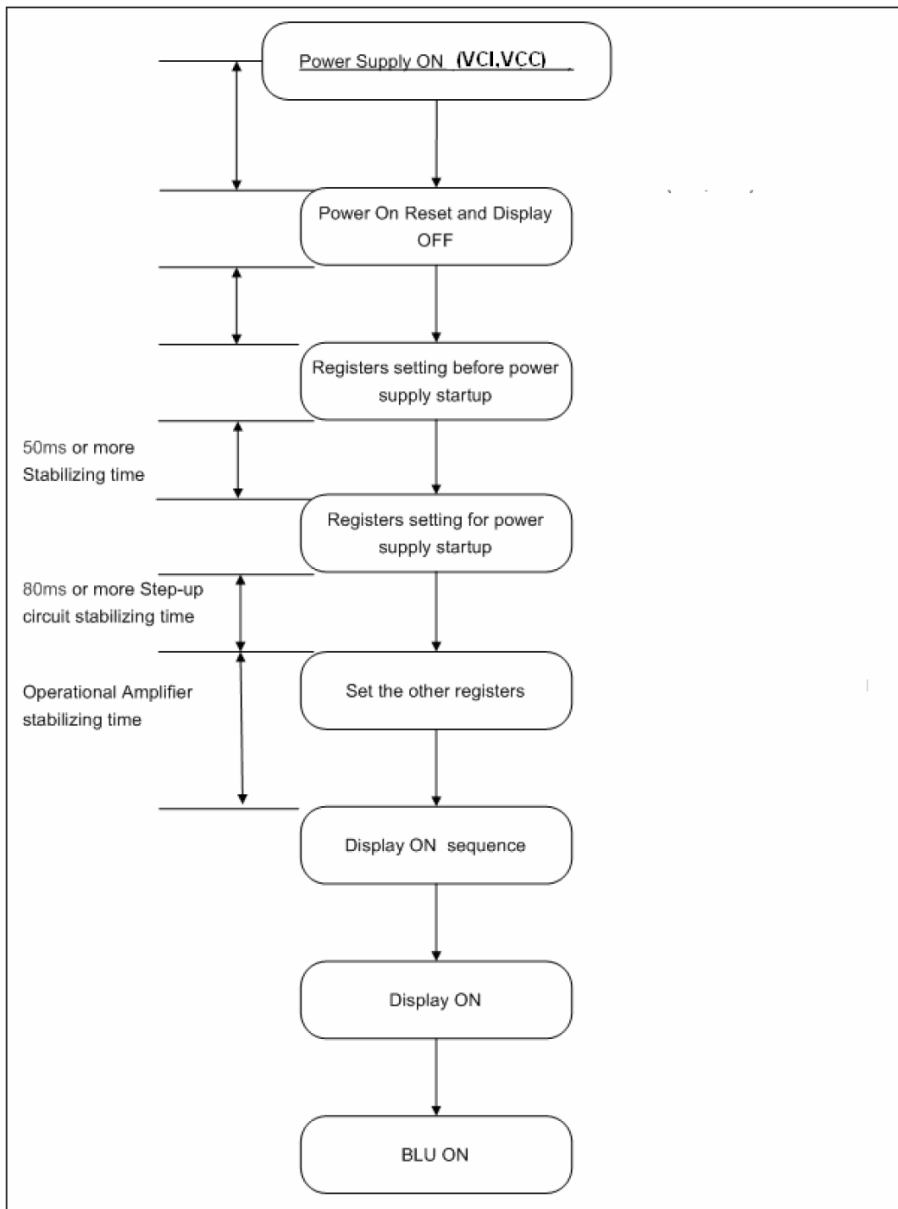 Power Supply ON (VCI,VCC)
Power On Reset and Display
OFF
Registers setting before power
supply startup
50ms or more
Stabilizing time
Registers setting for power
supply startup
80ms or more Step-up
circuit stabilizing time
Set the other registers
Operational Amplifier
stabilizing time
Display ON sequence
Display ON
BLU ON